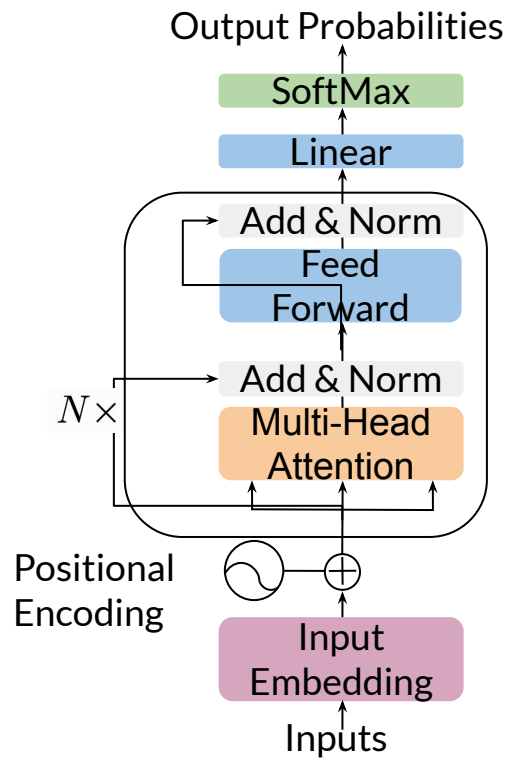 Output Probabilities
SoftMax
Linear
Add & Norm
Feed
Forward
Add & Norm
N×
Multi-Head
Attention
Positional
Encoding
Input
Embedding
Inputs